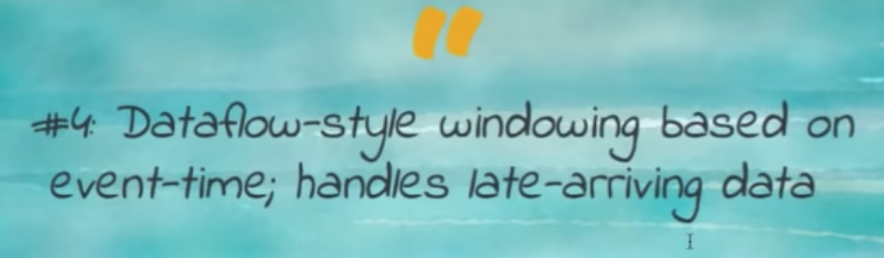 "
#4: Dataflow-style windowing based on
event-time; handles late-arriving data